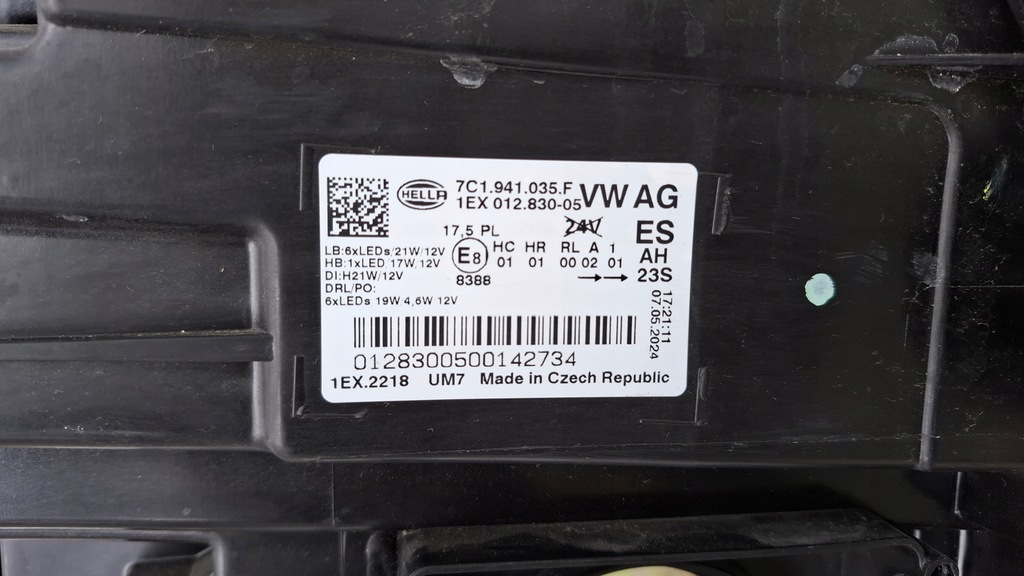 HELLA
7C1.941.035.F
1EX 012.830-05
VW AG
17,5 PL
24V
ES
LB:6xLEDs/21W/12V
HB:1xLED 17W/12V
DI:H21W/12V
DRL/PO:
6xLEDs 19W 4,6W 12V
E8
8388
HC HR RL A 1
01 01 00 02 01
AH
23S
17:21:11
07.05.2024
0128300500142734
1EX.2218 UM7 Made in Czech Republic